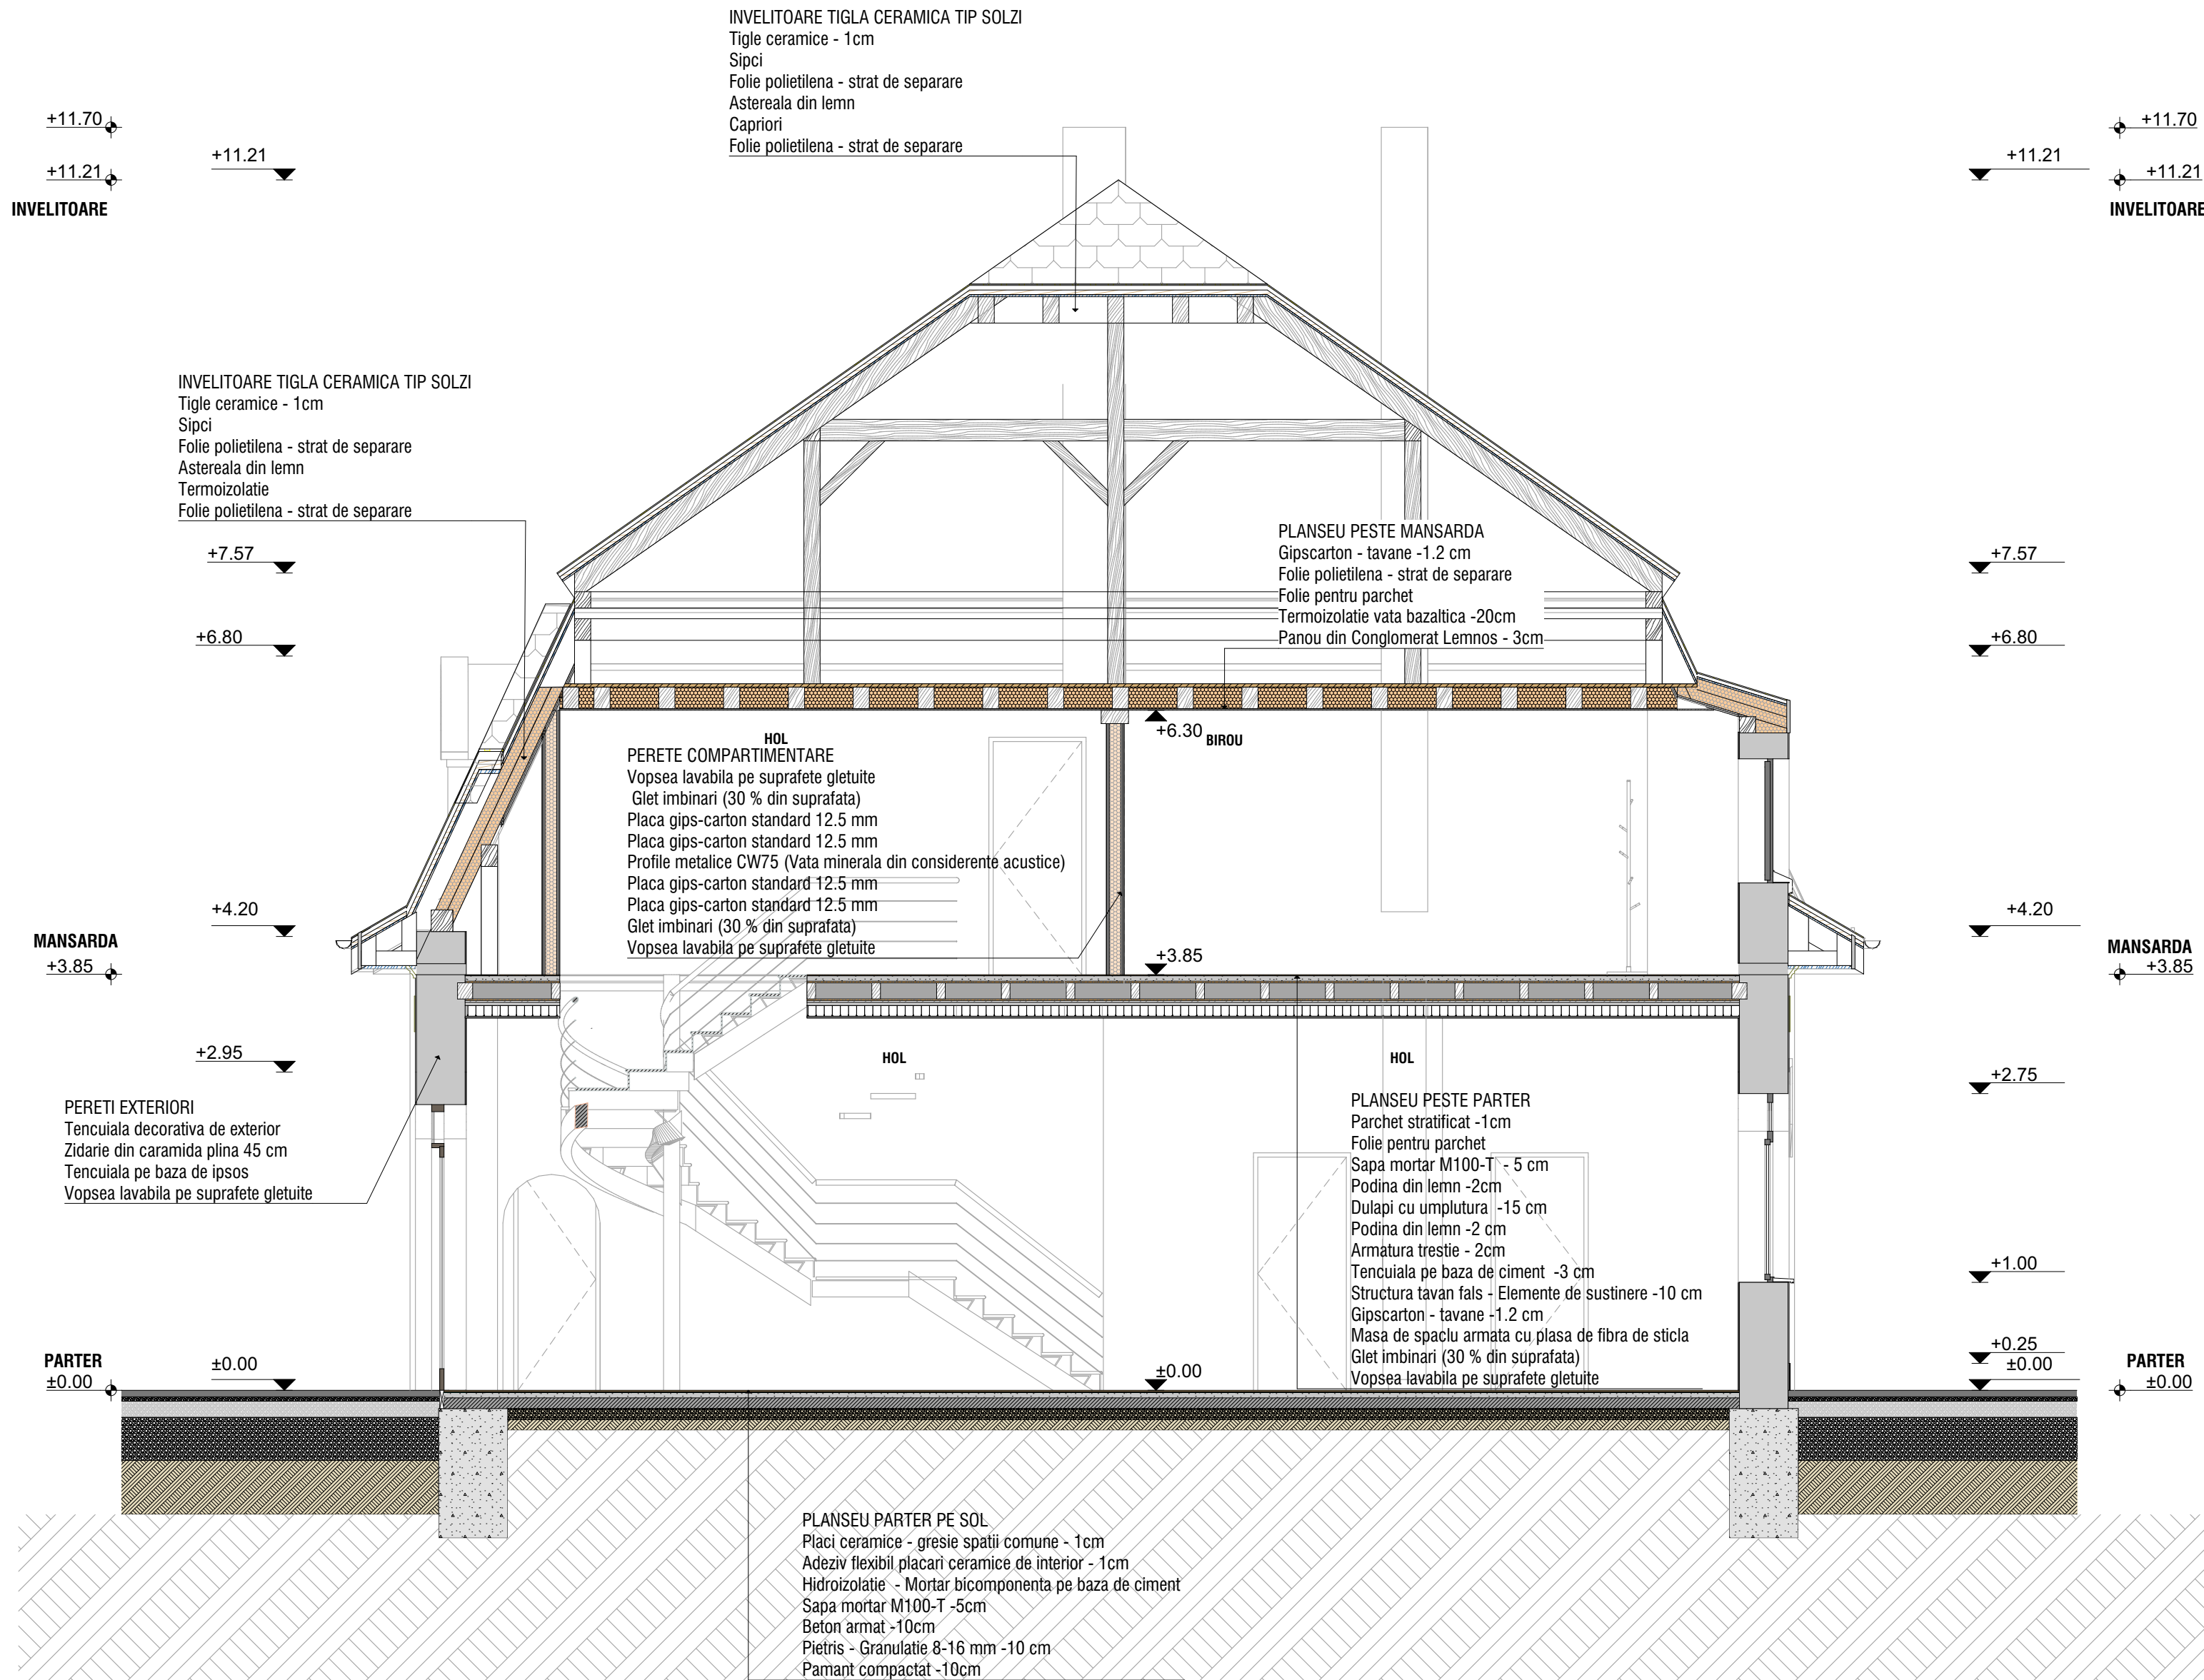 INVELITOARE TIGLA CERAMICA TIP SOLZI
Tigle ceramice - 1cm
Sipci
Folie polietilena - strat de separare
Astereala din lemn
Capriori
Folie polietilena - strat de separare
+11.70
+11.21
+11.21
INVELITOARE
+11.70
+11.21
+11.21
INVELITOARE
INVELITOARE TIGLA CERAMICA TIP SOLZI
Tigle ceramice - 1cm
Sipci
Folie polietilena - strat de separare
Astereala din lemn
Termoizolatie
Folie polietilena - strat de separare
+7.57
+6.80
PLANSEU PESTE MANSARDA
Gipscarton - tavane -1.2 cm
Folie polietilena - strat de separare
Folie pentru parchet
Termoizolatie vata bazaltica -20cm
Panou din Conglomerat Lemnos - 3cm
+7.57
+6.80
+6.30
BIROU
HOL
PERETE COMPARTIMENTARE
Vopsea lavabila pe suprafete gletuite
Glet imbinari (30 % din suprafata)
Placa gips-carton standard 12.5 mm
Placa gips-carton standard 12.5 mm
Profile metalice CW75 (Vata minerala din considerente acustice)
Placa gips-carton standard 12.5 mm
Placa gips-carton standard 12.5 mm
Glet imbinari (30 % din suprafata)
Vopsea lavabila pe suprafete gletuite
+4.20
MANSARDA
+3.85
+3.85
+4.20
MANSARDA
+3.85
+2.95
HOL
HOL
+2.75
PERETI EXTERIORI
Tencuiala decorativa de exterior
Zidarie din caramida plina 45 cm
Tencuiala pe baza de ipsos
Vopsea lavabila pe suprafete gletuite
PLANSEU PESTE PARTER
Parchet stratificat -1cm
Folie pentru parchet
Sapa mortar M100-T - 5 cm
Podina din lemn -2cm
Dulapi cu umplutura -15 cm
Podina din lemn -2 cm
Armatura trestie - 2cm
Tencuiala pe baza de ciment -3 cm
Structura tavan fals - Elemente de sustinere -10 cm
Gipscarton - tavane -1.2 cm
Masa de spaclu armata cu plasa de fibra de sticla
Glet imbinari (30 % din suprafata)
Vopsea lavabila pe suprafete gletuite
+1.00
+0.25
±0.00
PARTER
±0.00
±0.00
±0.00
PARTER
±0.00
PLANSEU PARTER PE SOL
Placi ceramice - gresie spatii comune - 1cm
Adeziv flexibil placari ceramice de interior - 1cm
Hidroizolatie - Mortar bicomponenta pe baza de ciment
Sapa mortar M100-T -5cm
Beton armat -10cm
Pietris - Granulatie 8-16 mm -10 cm
Pamant compactat -10cm